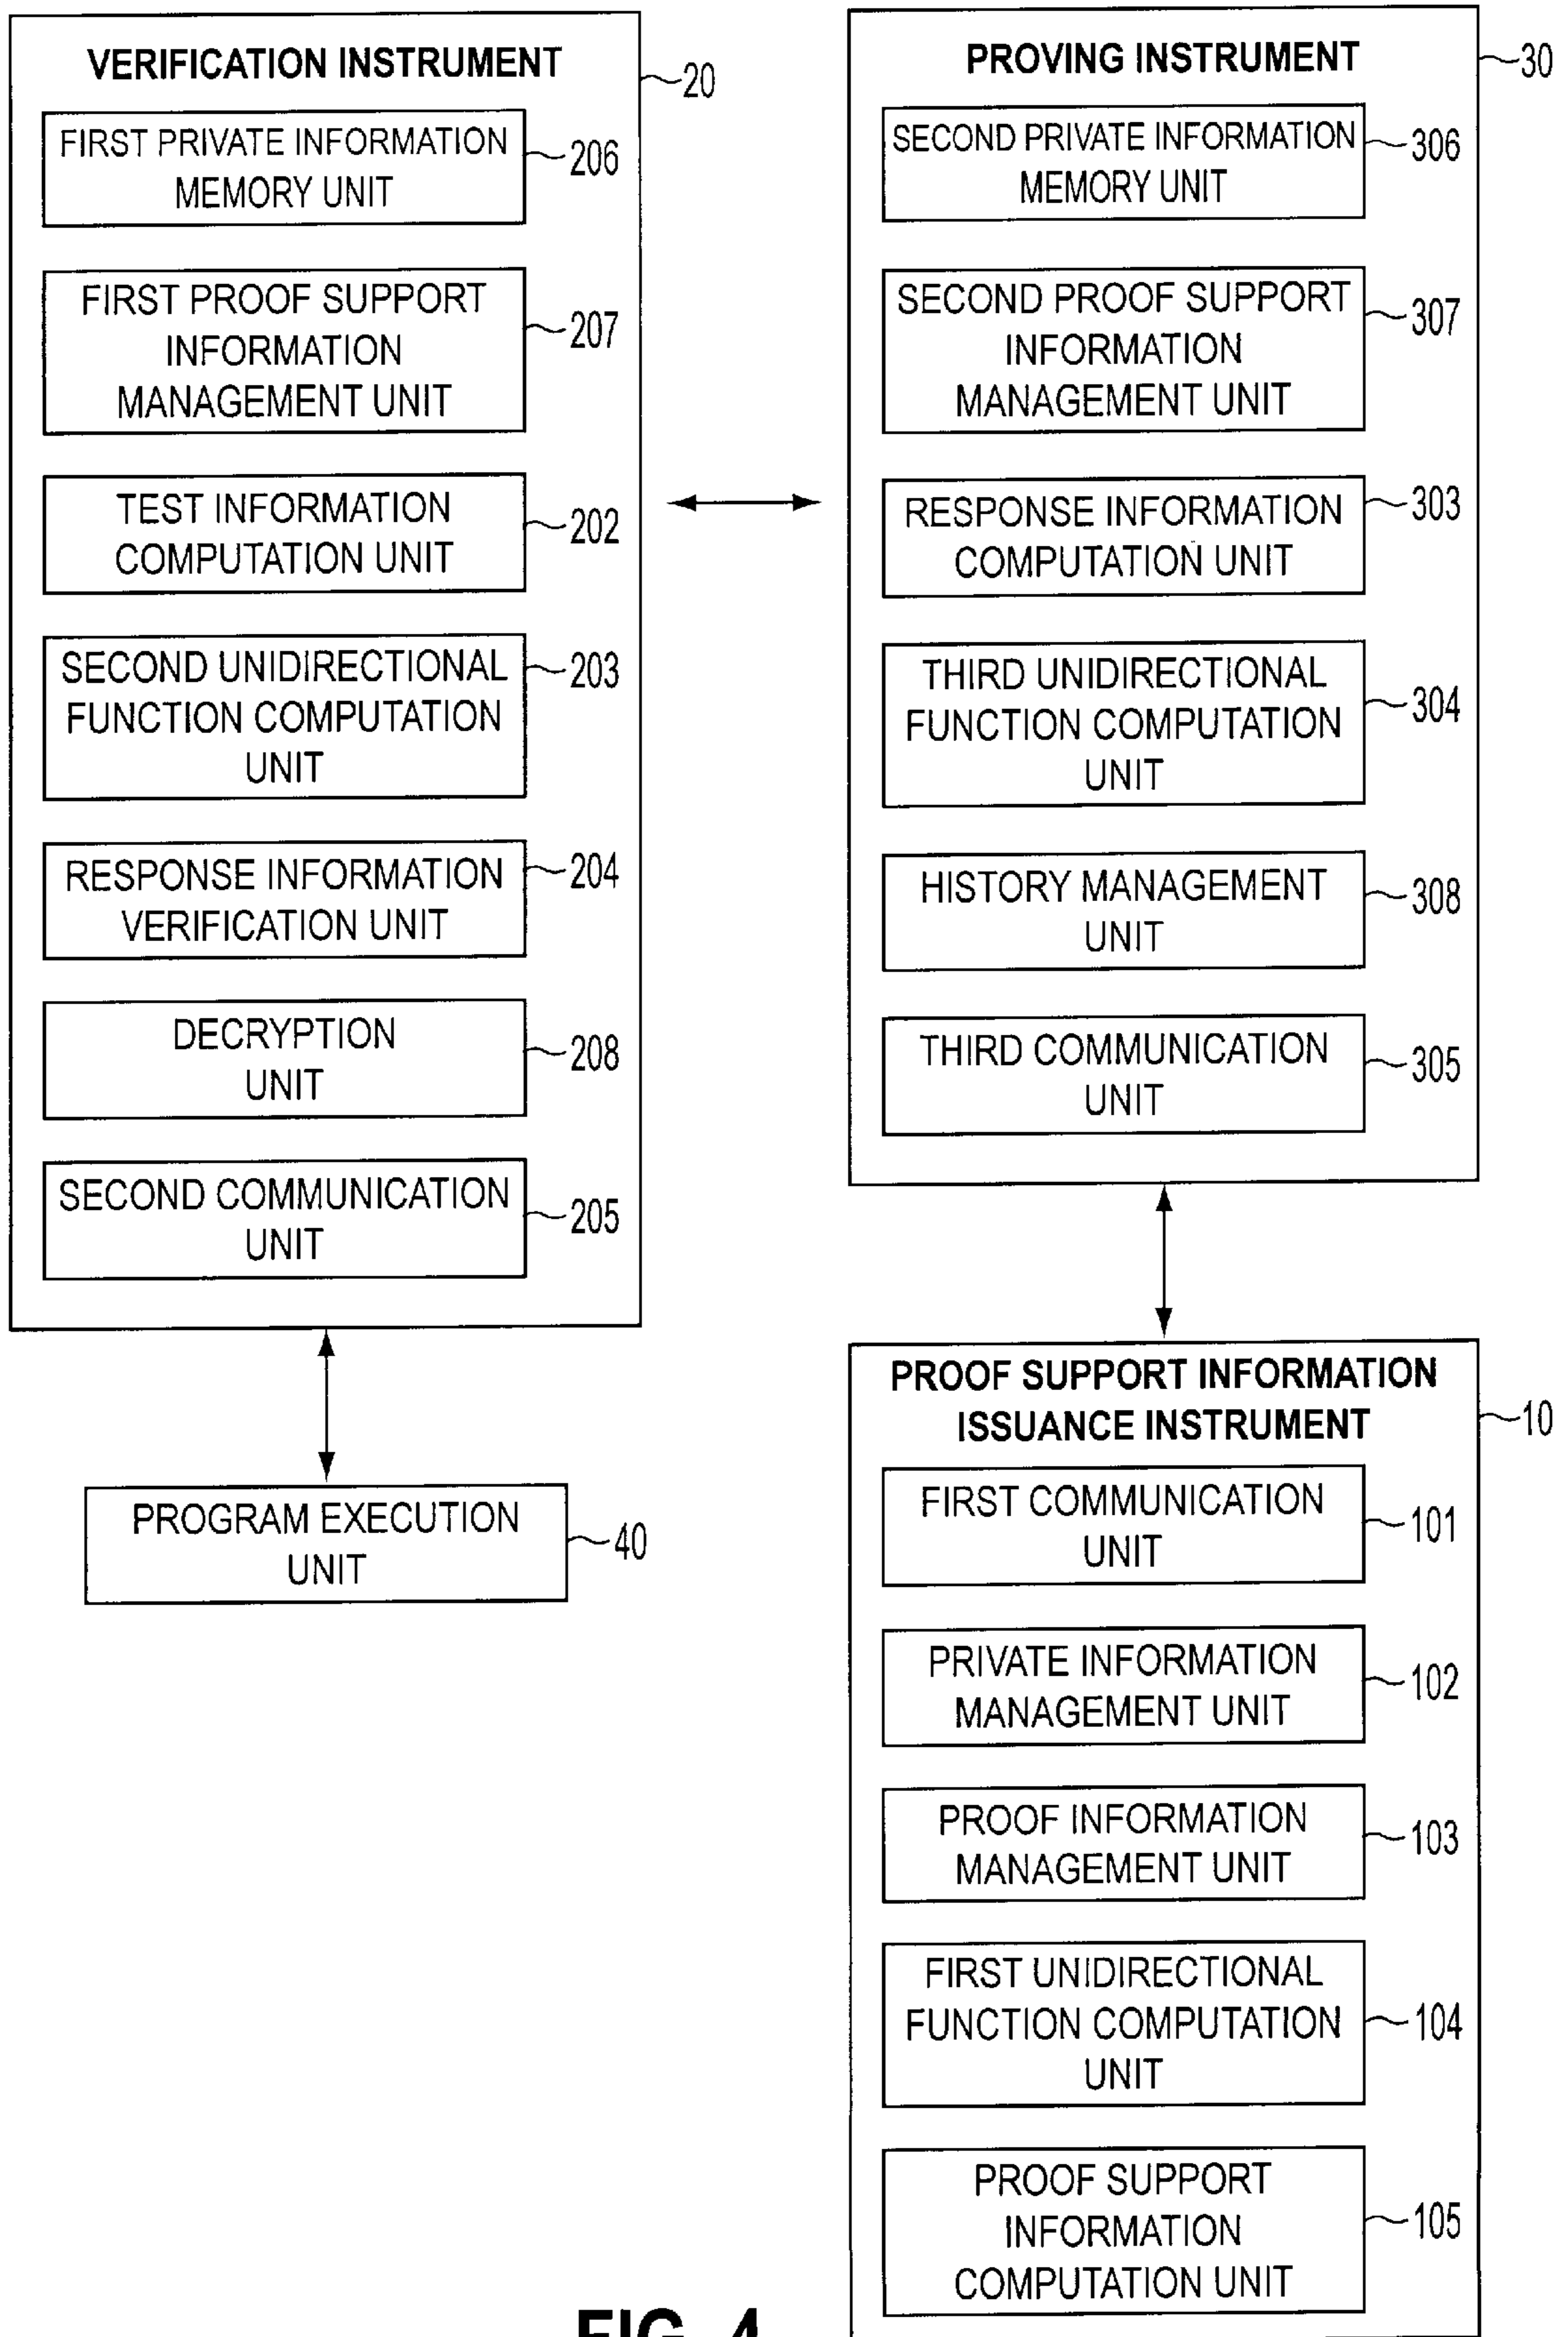 VERIFICATION INSTRUMENT
20
FIRST PRIVATE INFORMATION
MEMORY UNIT
206
FIRST PROOF SUPPORT
INFORMATION
MANAGEMENT UNIT
207
TEST INFORMATION
COMPUTATION UNIT
202
SECOND UNIDIRECTIONAL
FUNCTION COMPUTATION
UNIT
203
RESPONSE INFORMATION
VERIFICATION UNIT
204
DECRYPTION
UNIT
208
SECOND COMMUNICATION
UNIT
205
PROGRAM EXECUTION
UNIT
40
PROVING INSTRUMENT
30
SECOND PRIVATE INFORMATION
MEMORY UNIT
306
SECOND PROOF SUPPORT
INFORMATION
MANAGEMENT UNIT
307
RESPONSE INFORMATION
COMPUTATION UNIT
303
THIRD UNIDIRECTIONAL
FUNCTION COMPUTATION
UNIT
304
HISTORY MANAGEMENT
UNIT
308
THIRD COMMUNICATION
UNIT
305
PROOF SUPPORT INFORMATION
ISSUANCE INSTRUMENT
10
FIRST COMMUNICATION
UNIT
101
PRIVATE INFORMATION
MANAGEMENT UNIT
102
PROOF INFORMATION
MANAGEMENT UNIT
103
FIRST UNIDIRECTIONAL
FUNCTION COMPUTATION
UNIT
104
PROOF SUPPORT
INFORMATION
COMPUTATION UNIT
105
FIG. 4